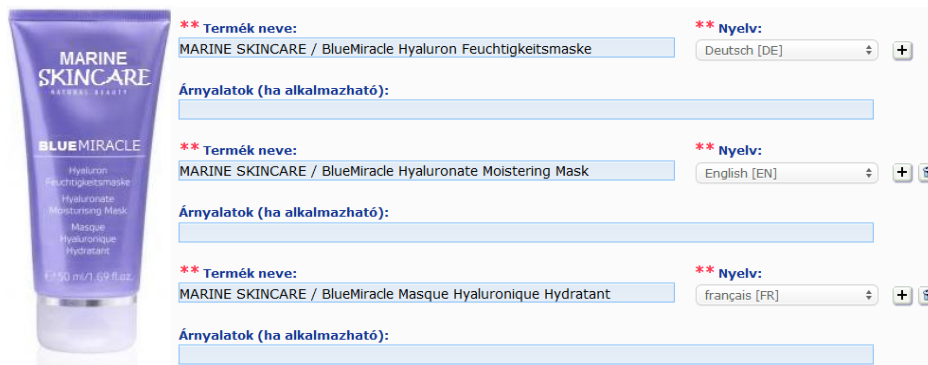 MARINE
SKINCARE
NATURAL BEAUTY
BLUEMIRACLE
Hyaluron
Feuchtigkeitsmaske
Hyaluronate
Moisturising Mask
Masque
Hyaluronique
Hydratant
e 50 ml/1.69 fl.oz.
** Termék neve:
** Nyelv:
MARINE SKINCARE / BlueMiracle Hyaluron Feuchtigkeitsmaske
Deutsch [DE]
Árnyalatok (ha alkalmazható):
** Termék neve:
** Nyelv:
MARINE SKINCARE / BlueMiracle Hyaluronate Moistering Mask
English [EN]
Árnyalatok (ha alkalmazható):
** Termék neve:
** Nyelv:
MARINE SKINCARE / BlueMiracle Masque Hyaluronique Hydratant
français [FR]
Árnyalatok (ha alkalmazható):